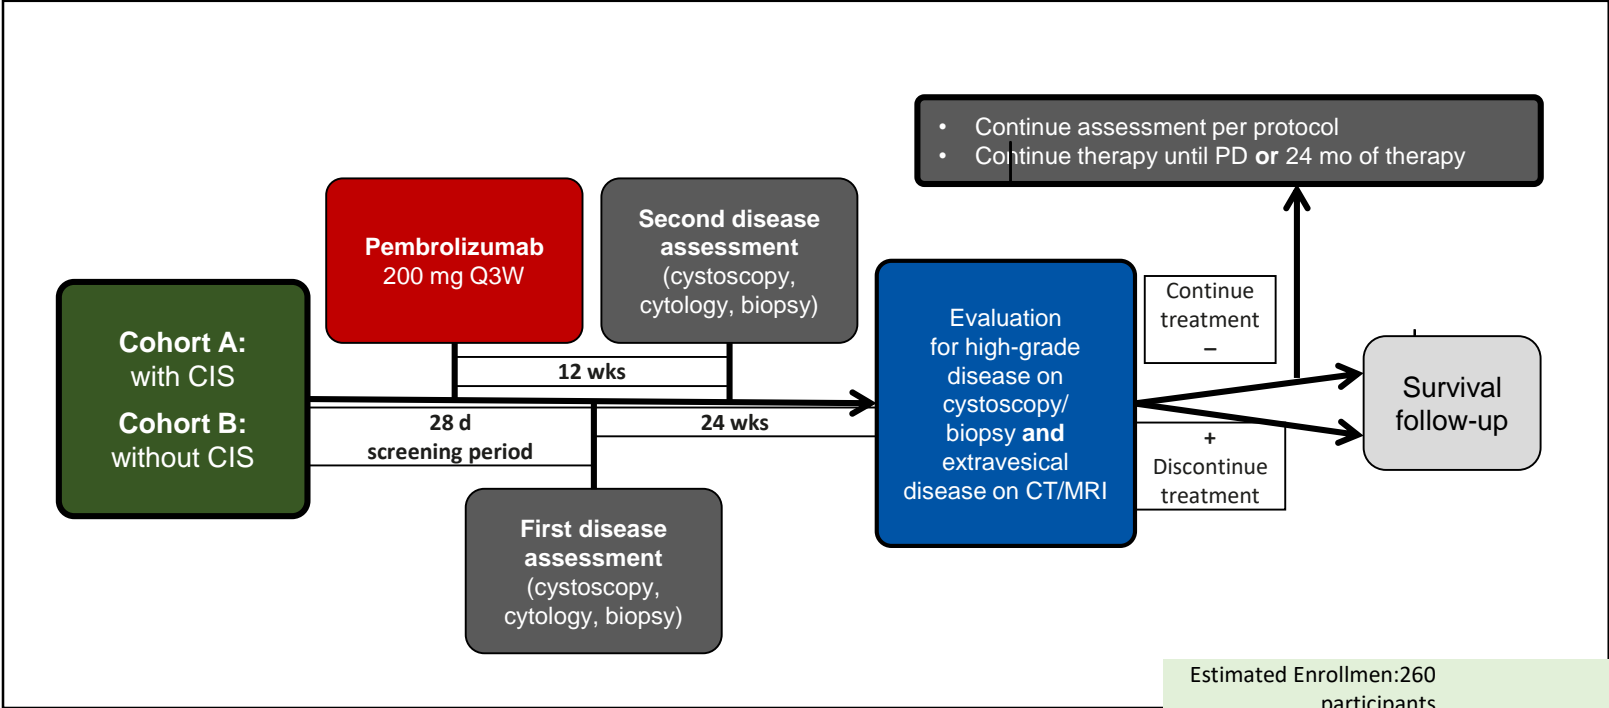 • Continue assessment per protocol
• Continue therapy until PD or 24 mo of therapy
Pembrolizumab
200 mg Q3W
Second disease
assessment
(cystoscopy,
cytology, biopsy)
Cohort A:
with CIS
Cohort B:
without CIS
12 wks
28 d
screening period
24 wks
First disease
assessment
(cystoscopy,
cytology, biopsy)
Evaluation
for high-grade
disease on
cystoscopy/
biopsy and
extravesical
disease on CT/MRI
Continue
treatment
–
+
Discontinue
treatment
Survival
follow-up
Estimated Enrollmen:260
participants